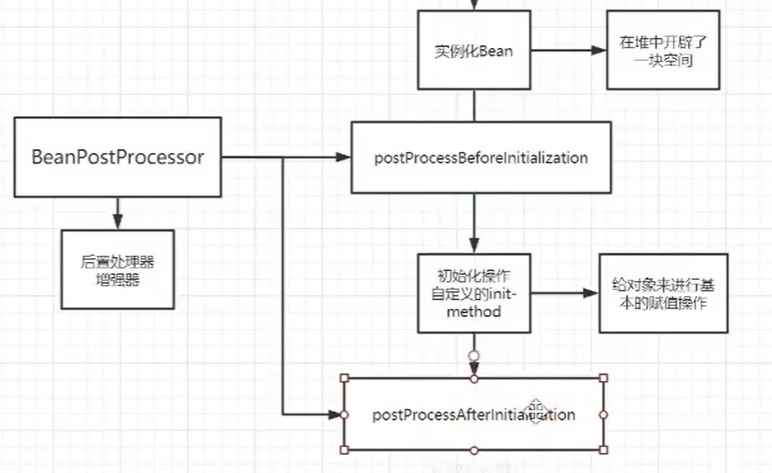 实例化Bean
在堆中开辟了
一块空间
BeanPostProcessor
postProcessBeforeInitialization
后置处理器
增强器
初始化操作
自定义的init-
method
给对象来进行基
本的赋值操作
postProcessAfterInitialization